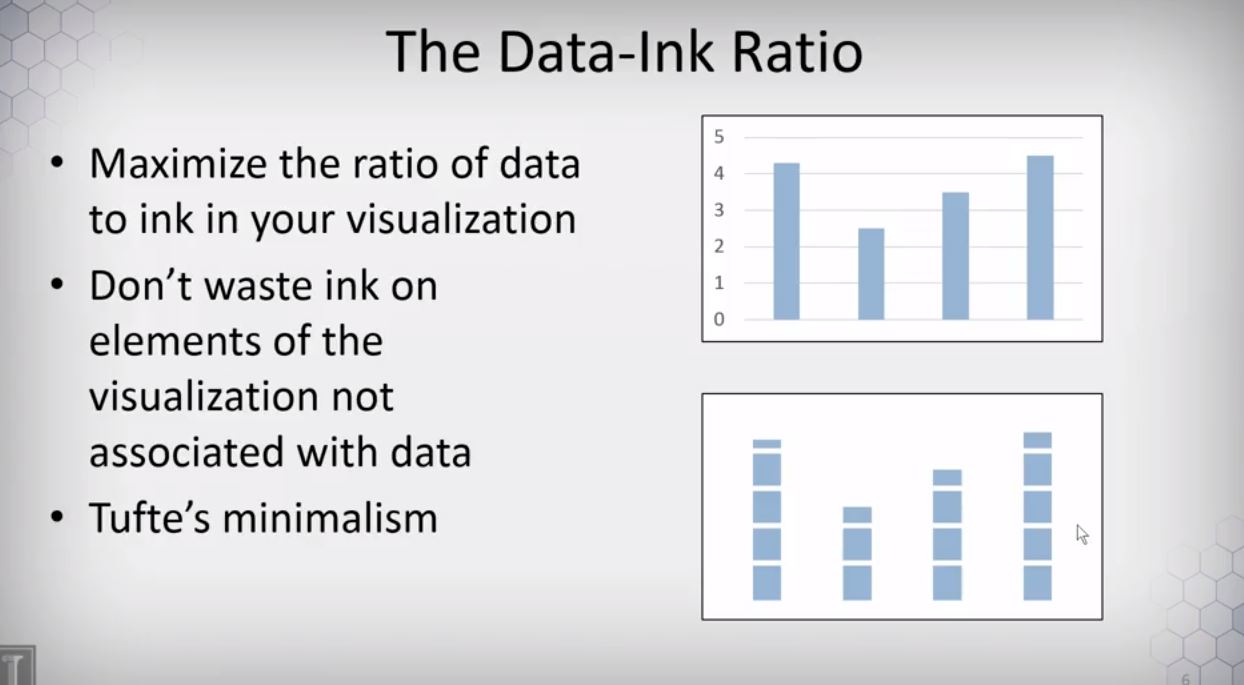 The Data-Ink Ratio
• Maximize the ratio of data
to ink in your visualization
• Don’t waste ink on
elements of the
visualization not
associated with data
• Tufte’s minimalism
5
4
3
2
1
0
I
6